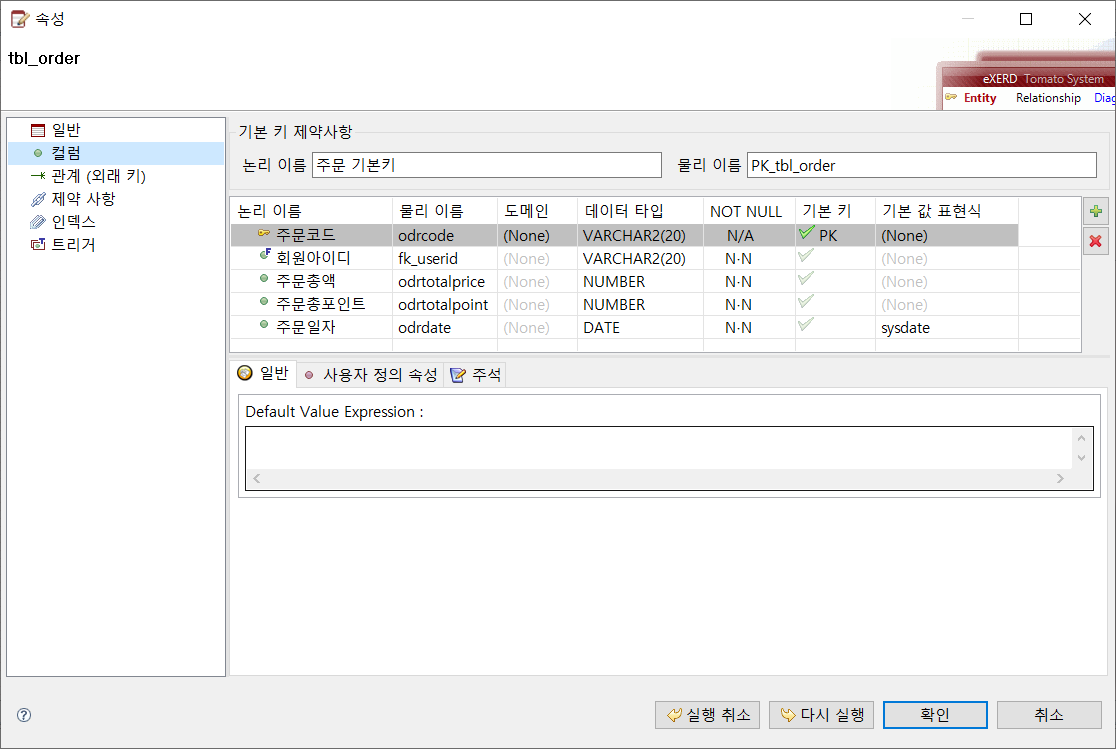 속성
tbl_order
eXERD Tomato System
Entity Relationship Diag
일반
컬럼
관계 (외래 키)
제약 사항
인덱스
트리거
기본 키 제약사항
논리 이름 주문 기본키 물리 이름 PK_tbl_order
논리 이름 물리 이름 도메인 데이터 타입 NOT NULL 기본 키 기본 값 표현식
주문코드 odrcode (None) VARCHAR2(20) N/A PK (None)
회원아이디 fk_userid (None) VARCHAR2(20) N·N (None)
주문총액 odrtotalprice (None) NUMBER N·N (None)
주문총포인트 odrtotalpoint (None) NUMBER N·N (None)
주문일자 odrdate (None) DATE N·N sysdate
일반 사용자 정의 속성 주석
Default Value Expression :
실행 취소 다시 실행 확인 취소